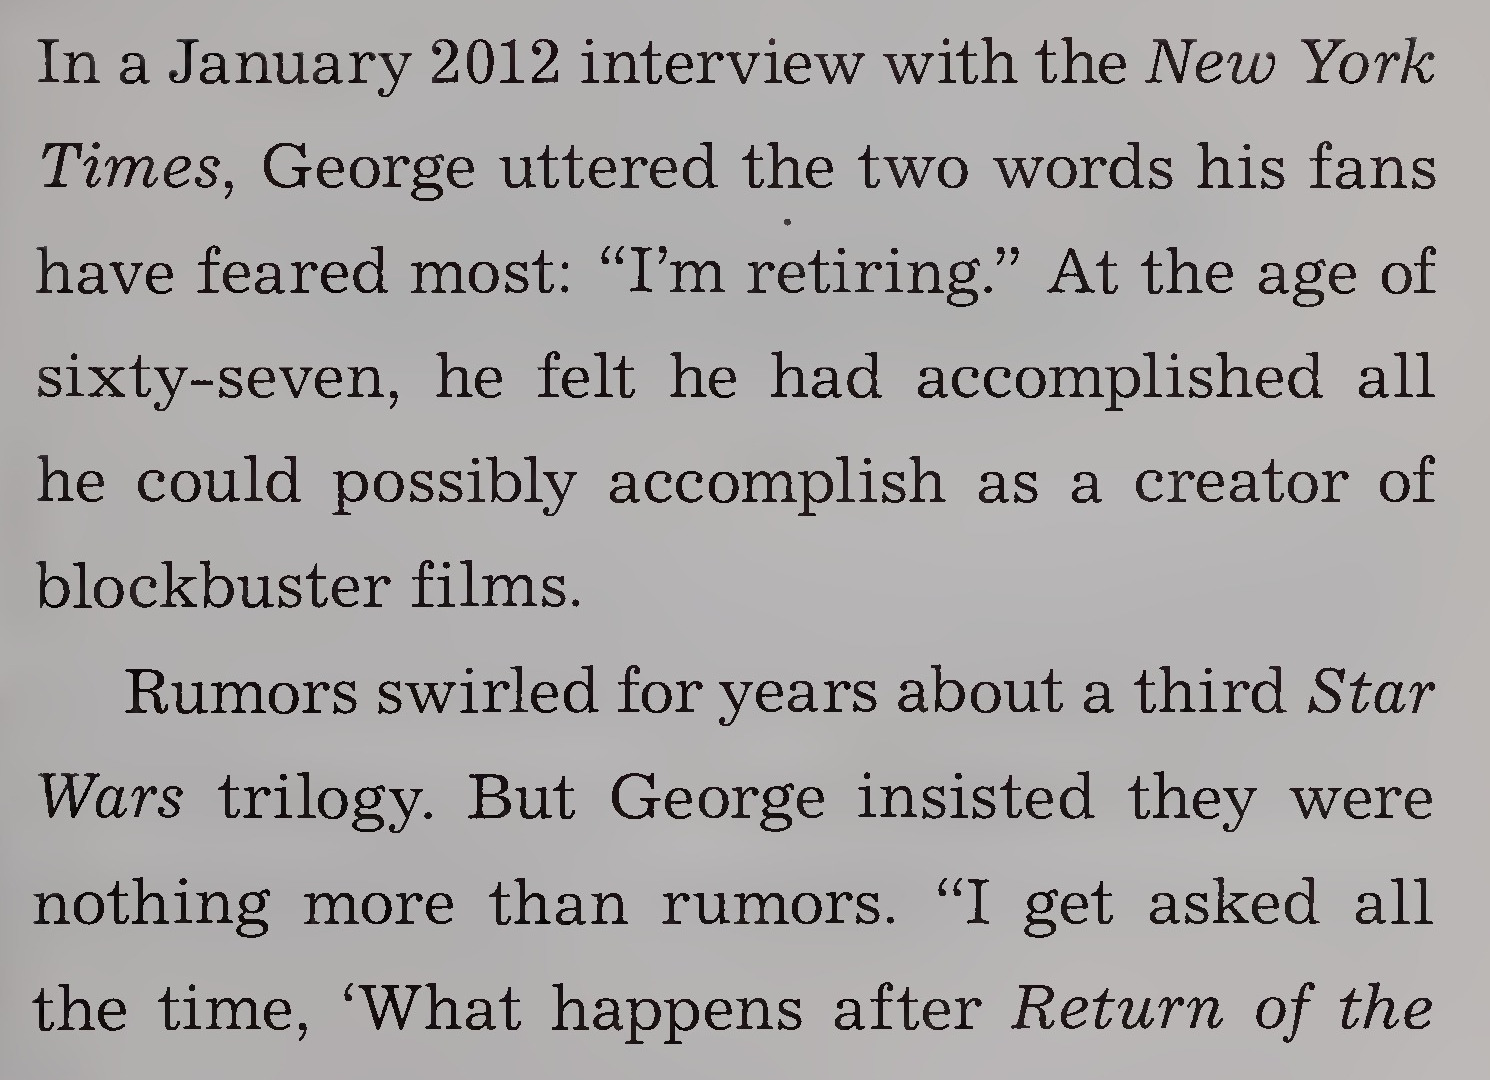 In a January 2012 interview with the New York
Times, George uttered the two words his fans
have feared most: “I’m retiring.” At the age of
sixty-seven, he felt he had accomplished all
he could possibly accomplish as a creator of
blockbuster films.
Rumors swirled for years about a third Star
Wars trilogy. But George insisted they were
nothing more than rumors. “I get asked all
the time, ‘What happens after Return of the